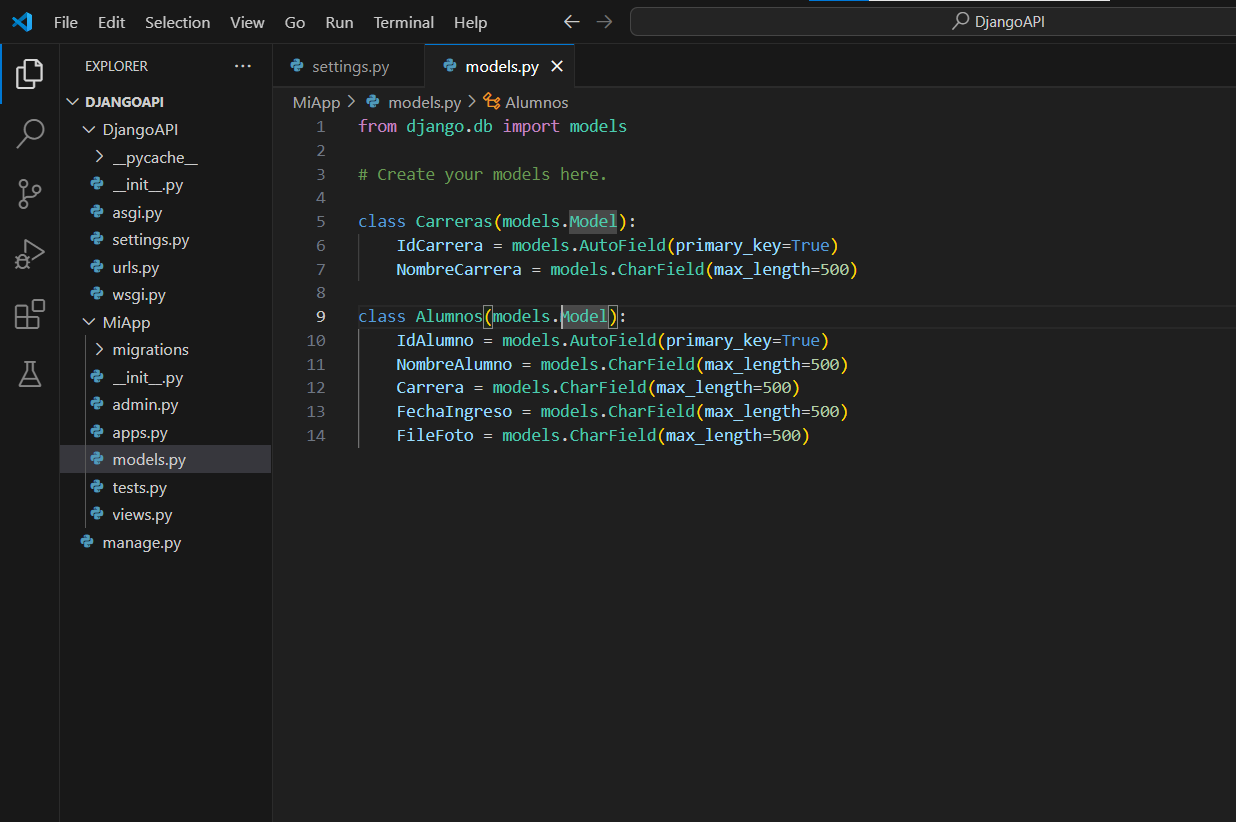 File Edit Selection View Go Run Terminal Help
DjangoAPI
EXPLORER ...
settings.py
models.py
DJANGOAPI
DjangoAPI
__pycache__
__init__.py
asgi.py
settings.py
urls.py
wsgi.py
MiApp
migrations
__init__.py
admin.py
apps.py
models.py
tests.py
views.py
manage.py
MiApp > models.py > Alumnos
1 from django.db import models
2
3 # Create your models here.
4
5 class Carreras(models.Model):
6     IdCarrera = models.AutoField(primary_key=True)
7     NombreCarrera = models.CharField(max_length=500)
8
9 class Alumnos(models.Model):
10     IdAlumno = models.AutoField(primary_key=True)
11     NombreAlumno = models.CharField(max_length=500)
12     Carrera = models.CharField(max_length=500)
13     FechaIngreso = models.CharField(max_length=500)
14     FileFoto = models.CharField(max_length=500)